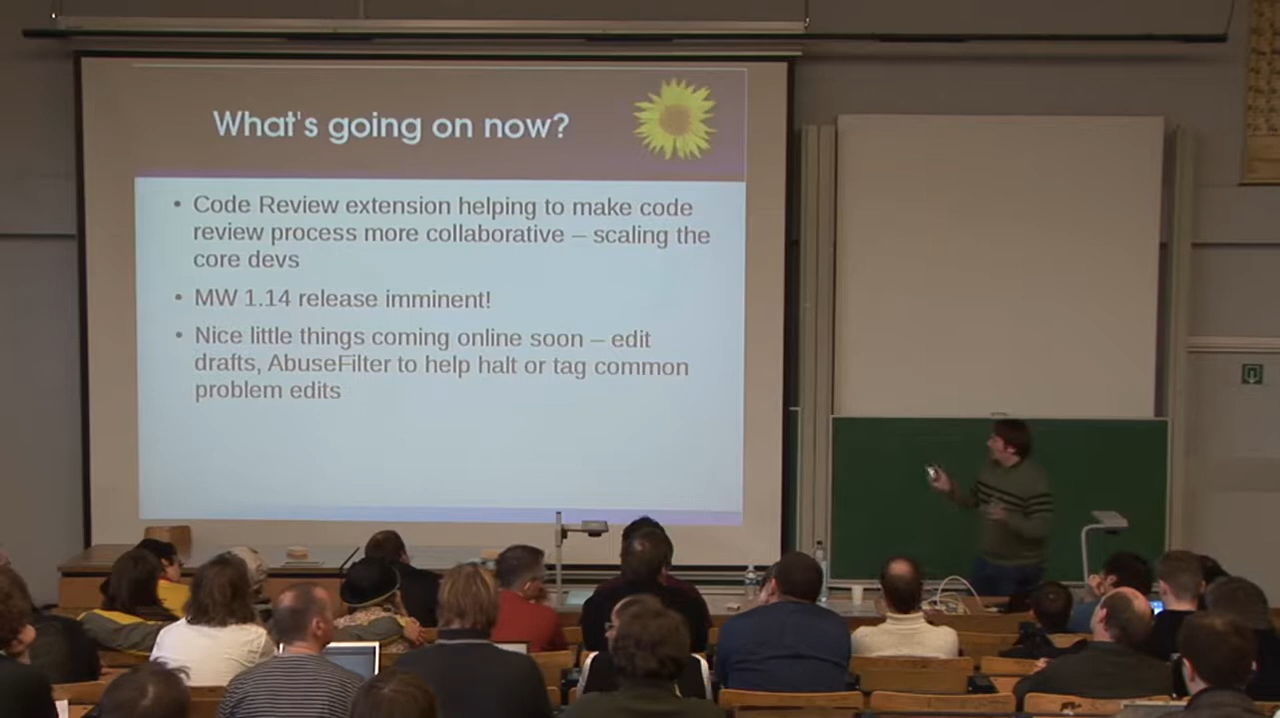 What's going on now?
• Code Review extension helping to make code
review process more collaborative – scaling the
core devs
• MW 1.14 release imminent!
• Nice little things coming online soon – edit
drafts, AbuseFilter to help halt or tag common
problem edits